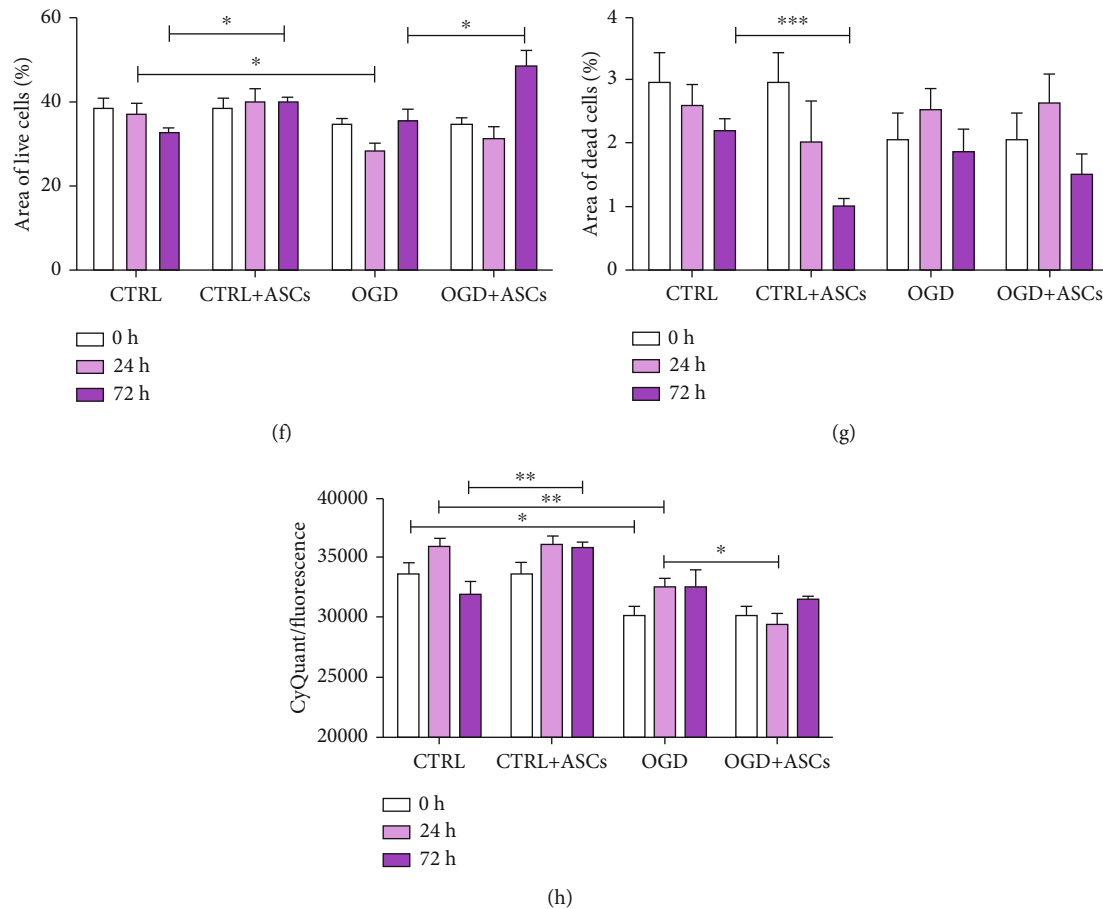 Area of live cells (%)
60
40
20
0
*
*
*
CTRL CTRL+ASCs OGD OGD+ASCs
0 h
24 h
72 h
(f)
Area of dead cells (%)
4
3
2
1
0
***
CTRL CTRL+ASCs OGD OGD+ASCs
0 h
24 h
72 h
(g)
CyQuant/fluorescence
40000
35000
30000
25000
20000
**
**
*
*
CTRL CTRL+ASCs OGD OGD+ASCs
0 h
24 h
72 h
(h)